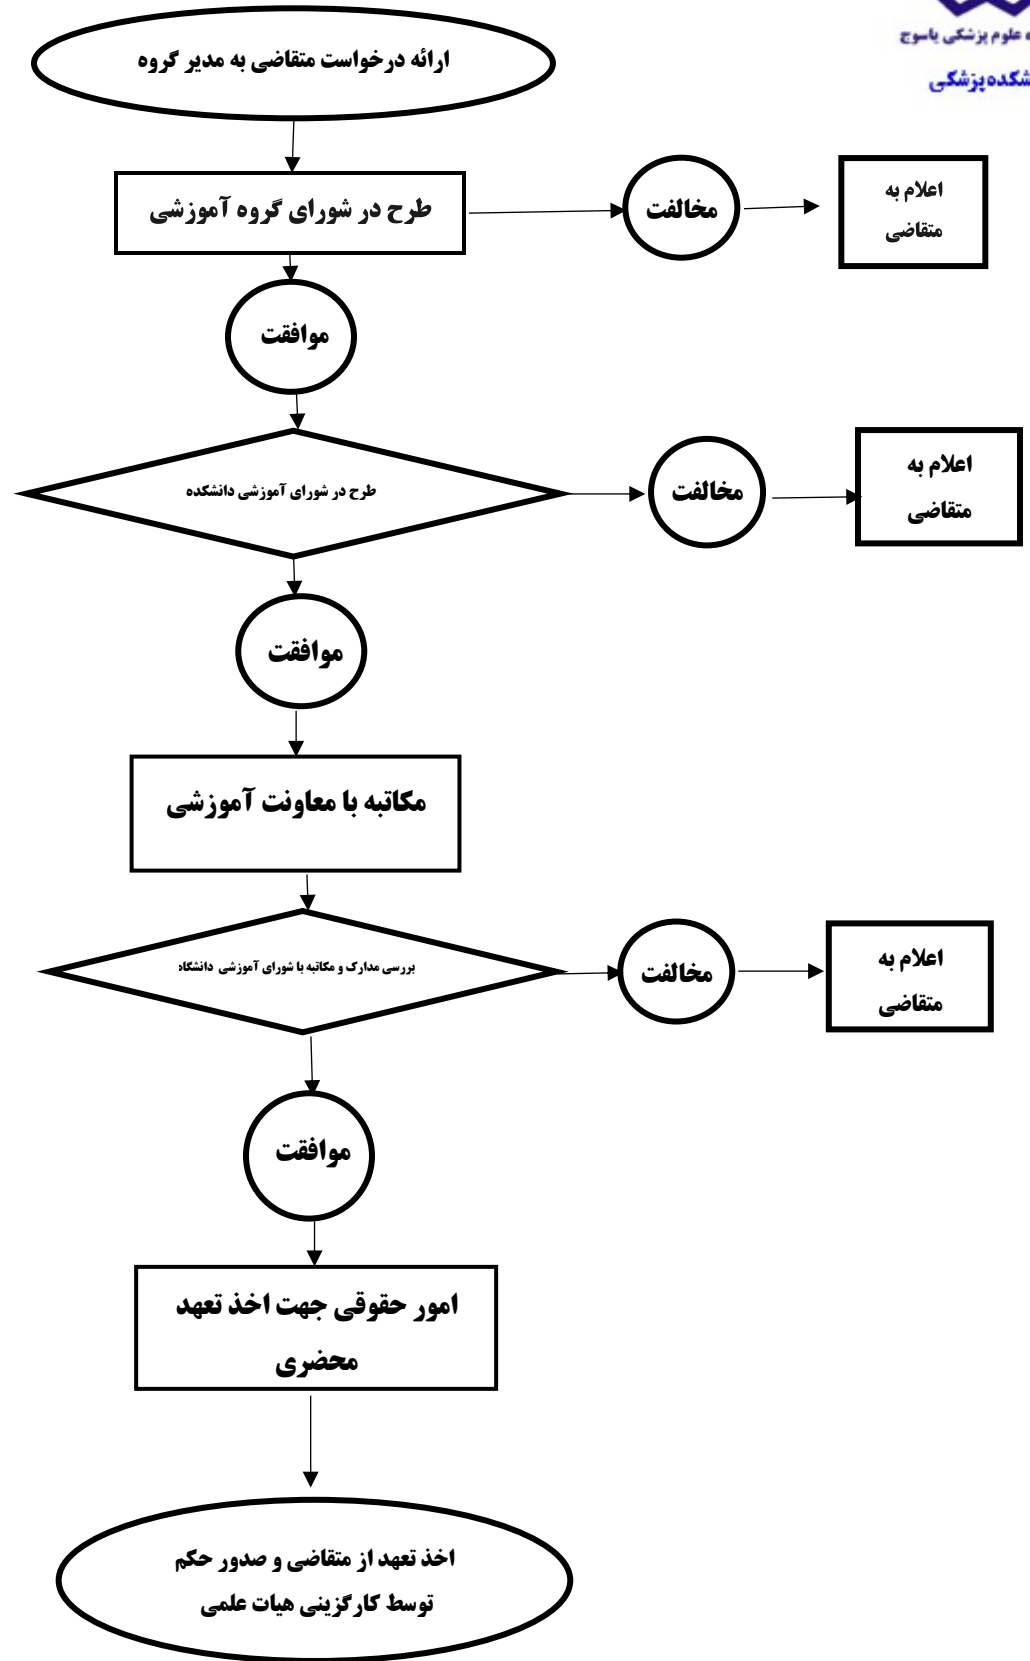 ه علوم پزشکی یاسوج
شکده پزشکی
ارائه درخواست متقاضی به مدیر گروه
طرح در شورای گروه آموزشی
مخالفت
اعلام به
متقاضی
موافقت
طرح در شورای آموزشی دانشکده
مخالفت
اعلام به
متقاضی
موافقت
مکاتبه با معاونت آموزشی
بررسی مدارک و مکاتبه با شورای آموزشی دانشگاه
مخالفت
اعلام به
متقاضی
موافقت
امور حقوقی جهت اخذ تعهد
محضری
اخذ تعهد از متقاضی و صدور حکم
توسط کارگزینی هیات علمی